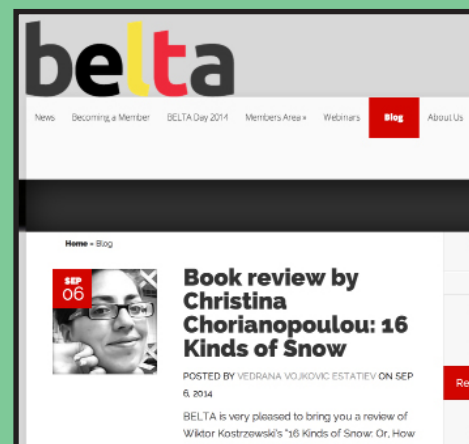 belta
News Becoming a Member BELTA Day 2014 Members Area » Webinars Blog About Us
Home » Blog
SEP
06
Book review by
Christina
Chorianopoulou: 16
Kinds of Snow
POSTED BY VEDRANA VOJKOVIC ESTATIEV ON SEP
6, 2014
BELTA is very pleased to bring you a review of
Wiktor Kostrzewski's "16 Kinds of Snow: Or, How
Re